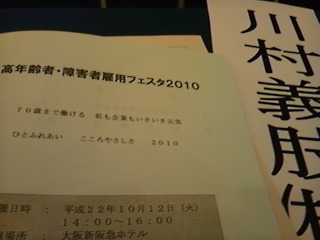 高年齢者・障害者雇用フェスタ2010
70歳まで働ける 私も企業もいきいき元気
ひとふれあい こころやさしさ 2010
曜日時 : 平成22年10月12日(火)
14:00〜16:00
場所 : 大阪新阪急ホテル
川村義肢